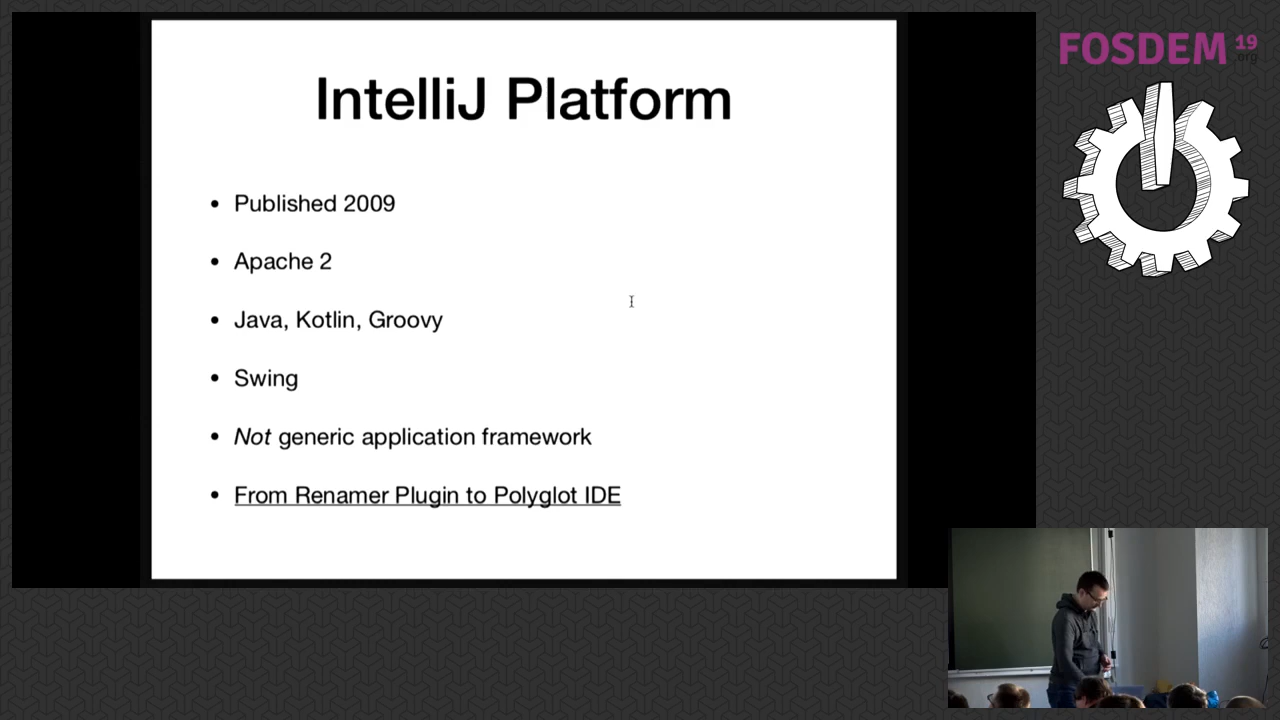 IntelliJ Platform
• Published 2009
• Apache 2
• Java, Kotlin, Groovy
• Swing
• Not generic application framework
• From Renamer Plugin to Polyglot IDE
FOSDEM 19
.org